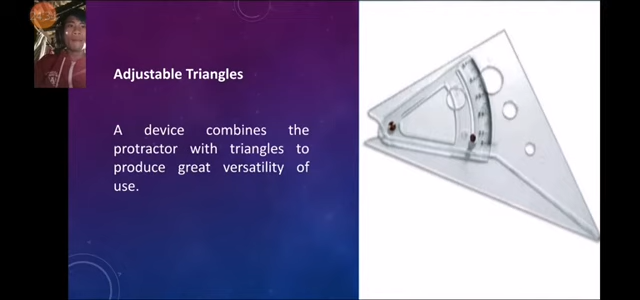 Adjustable Triangles
A device combines the
protractor with triangles to
produce great versatility of
use.